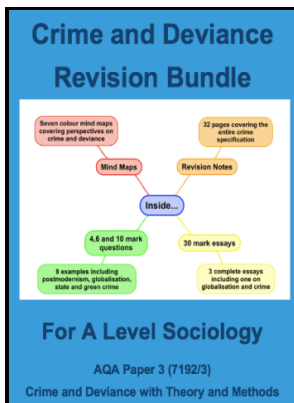 Crime and Deviance
Revision Bundle
Seven colour mind maps
covering perspectives on
crime and deviance
32 pages covering the
entire crime
specification
Mind Maps
Revision Notes
Inside...
4,6 and 10 mark
questions
30 mark essays
8 examples including
postmodernism, globalisation,
state and green crime
3 complete essays
including one on
globalisation and crime
For A Level Sociology
AQA Paper 3 (7192/3)
Crime and Deviance with Theory and Methods